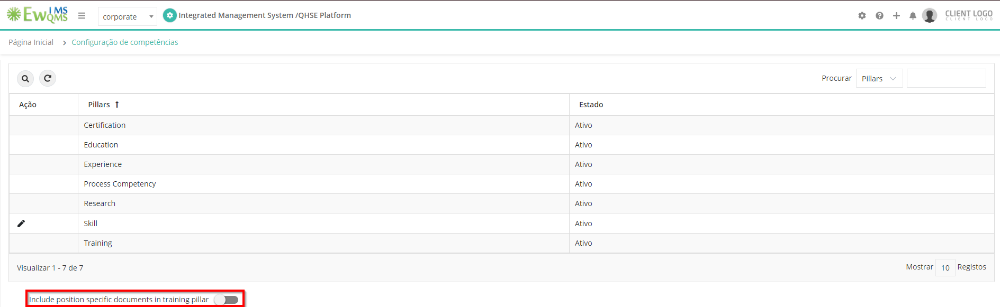 Ew IMS QMS corporate Integrated Management System /QHSE Platform CLIENT LOGO
CLIENT LOGO
Página Inicial > Configuração de competências
Procurar Pillars
Ação Pillars ↑ Estado
Certification Ativo
Education Ativo
Experience Ativo
Process Competency Ativo
Research Ativo
Skill Ativo
Training Ativo
Visualizar 1 - 7 de 7 Mostrar 10 Registos
Include position specific documents in training pillar